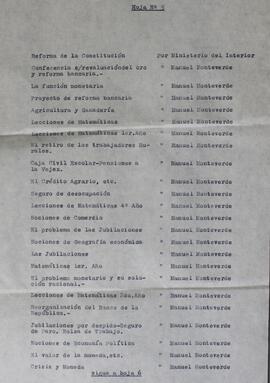 Hoja Nº 5
Reforma de la Constitución por Ministerio del Interior
Conferencia s/revaluación del oro y reforma bancaria.- " Manuel Monteverde
La función monetaria " Manuel Monteverde
Proyecto de reforma bancaria " Manuel Monteverde
Agricultura y Ganadería " Manuel Monteverde
Lecciones de Matemáticas " Manuel Monteverde
Lecciones de Matemáticas 1er.Año " Manuel Monteverde
El retiro de los trabajadores Rurales. " Manuel Monteverde
Caja Civil Escolar-Pensiones a la Vejez. " Manuel Monteverde
El Crédito Agrario, etc. " Manuel Monteverde
Seguro de desocupación " Manuel Monteverde
Lecciones de Matemáticas 4º Año " Manuel Monteverde
Nociones de Comercio " Manuel Monteverde
El problema de las Jubilaciones " Manuel Monteverde
Nociones de Geografía económica " Manuel Monteverde
Las Jubilaciones " Manuel Monteverde
Matemáticas 1er. Año " Manuel Monteverde
El problema monetario y su solución racional.- " Manuel Monteverde
Lecciones de Matemáticas 2do.Año " Manuel Monteverde
Reorganización del Banco de la República.- " Manuel Monteverde
Jubilaciones por despido-Seguro de Paro, Bolsa de Trabajo. " Manuel Monteverde
Nociones de Economía Política " Manuel Monteverde
El valor de la moneda,etc. " Manuel Monteverde
Crisis y Moneda " Manuel Monteverde
sigue a hoja 6